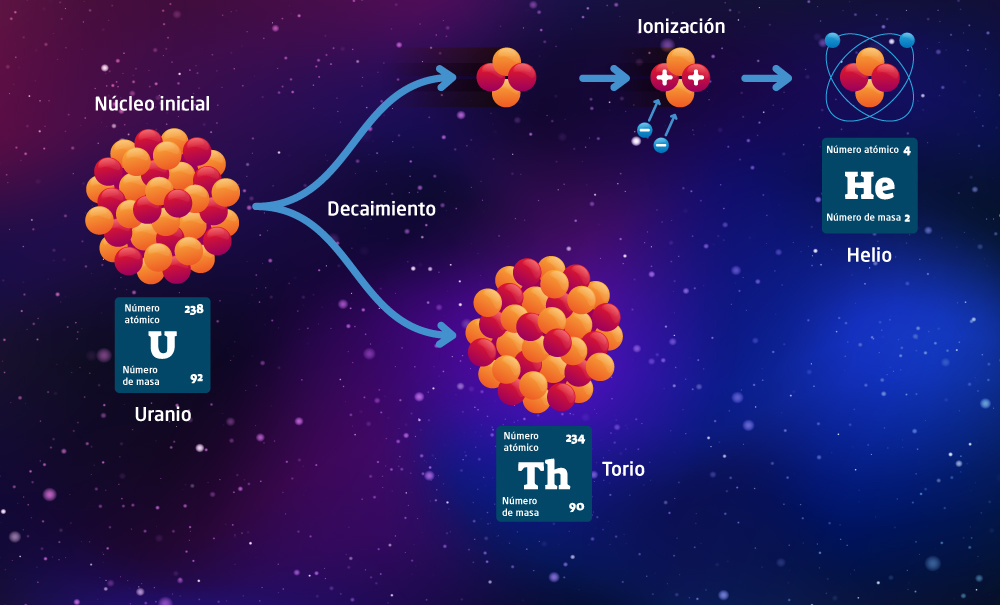 Ionización
Núcleo inicial
+ +
− −
Número atómico 4
He
Número de masa 2
Helio
Decaimiento
Número
atómico 238
U
Número
de masa 92
Uranio
Número
atómico 234
Th
Número
de masa 90
Torio